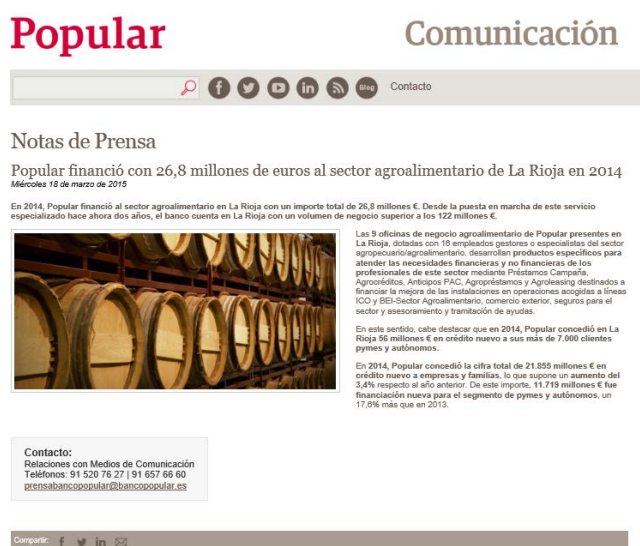 Popular
Comunicación
Blog
Contacto
Notas de Prensa
Popular financió con 26,8 millones de euros al sector agroalimentario de La Rioja en 2014
Miércoles 18 de marzo de 2015
En 2014, Popular financió al sector agroalimentario en La Rioja con un importe total de 26,8 millones €. Desde la puesta en marcha de este servicio
especializado hace ahora dos años, el banco cuenta en La Rioja con un volumen de negocio superior a los 122 millones €.
Las 9 oficinas de negocio agroalimentario de Popular presentes en
La Rioja, dotadas con 16 empleados gestores o especialistas del sector
agropecuario/agroalimentario, desarrollan productos específicos para
atender las necesidades financieras y no financieras de los
profesionales de este sector mediante Préstamos Campaña,
Agrocréditos, Anticipos PAC, Agropréstamos y Agroleasing destinados a
financiar la mejora de las instalaciones en operaciones acogidas a líneas
ICO y BEI-Sector Agroalimentario, comercio exterior, seguros para el
sector y asesoramiento y tramitación de ayudas.
En este sentido, cabe destacar que en 2014, Popular concedió en La
Rioja 56 millones € en crédito nuevo a sus más de 7.000 clientes
pymes y autónomos.
En 2014, Popular concedió la cifra total de 21.855 millones € en
crédito nuevo a empresas y familias, lo que supone un aumento del
3,4% respecto al año anterior. De este importe, 11.719 millones € fue
financiación nueva para el segmento de pymes y autónomos, un
17,6% más que en 2013.
Contacto:
Relaciones con Medios de Comunicación
Teléfonos: 91 520 76 27 | 91 657 66 60
prensabancopopular@bancopopular.es
Compartir: